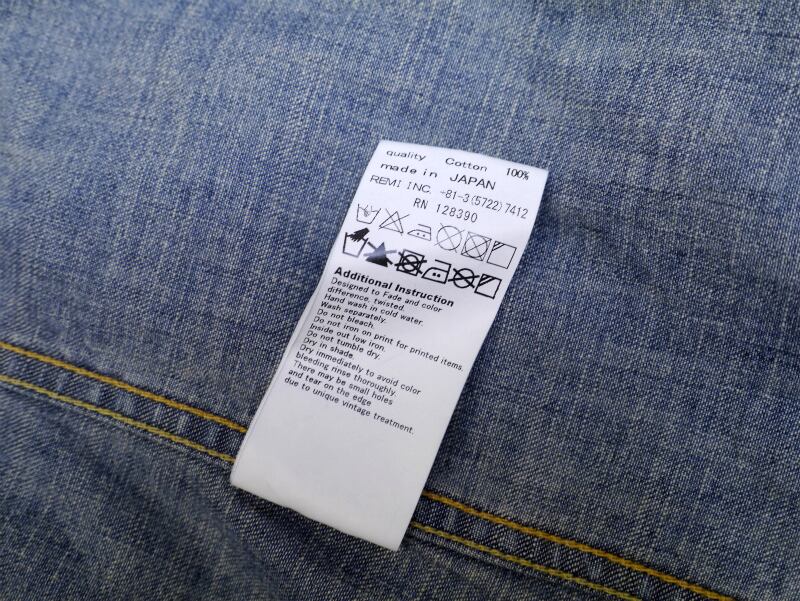 quality Cotton 100%
made in JAPAN
REMI INC. +81-3(5722)7412
RN 128390
Additional Instruction
Designed to Fade and color
difference, twisted.
Hand wash in cold water.
Wash separately.
Do not bleach.
Do not iron on print for printed items.
Inside out low iron.
Do not tumble dry.
Dry in shade.
Dry immediately to avoid color
bleeding rinse thoroughly.
There may be small holes
and tear on the edge
due to unique vintage treatment.